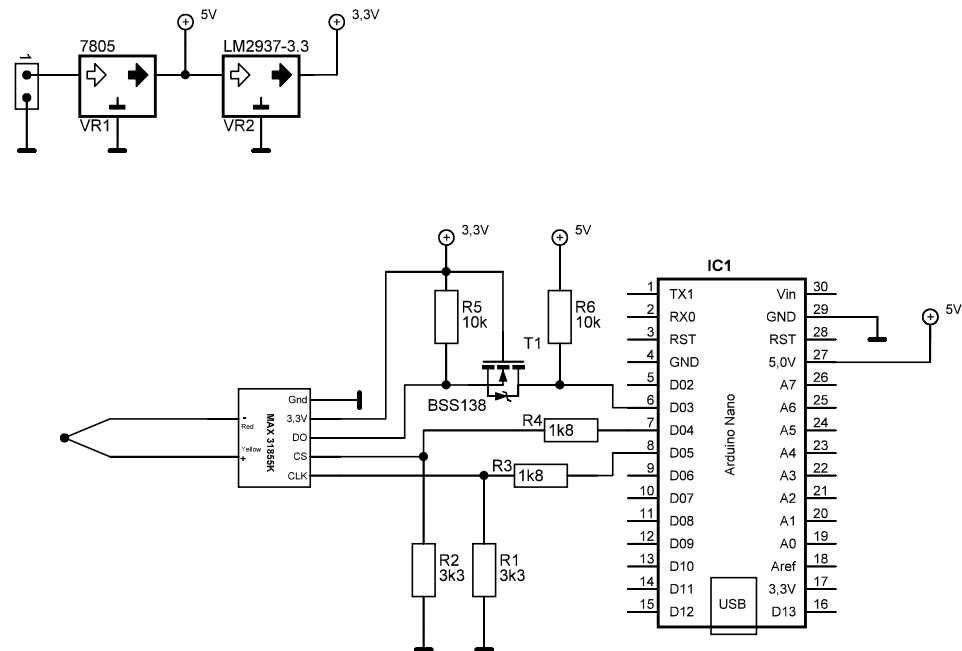 5V
3,3V
1
7805
LM2937-3.3
VR1
VR2
3,3V
5V
IC1
R5
10k
R6
10k
T1
BSS138
5V
MAX 31855K
-
Red
Yellow
+
Gnd
3,3V
DO
CS
CLK
R4
1k8
R3
1k8
R2
3k3
R1
3k3
Arduino Nano
1 TX1
2 RX0
3 RST
4 GND
5 D02
6 D03
7 D04
8 D05
9 D06
10 D07
11 D08
12 D09
13 D10
14 D11
15 D12
Vin 30
GND 29
RST 28
5,0V 27
A7 26
A6 25
A5 24
A4 23
A3 22
A2 21
A1 20
A0 19
Aref 18
3,3V 17
D13 16
USB